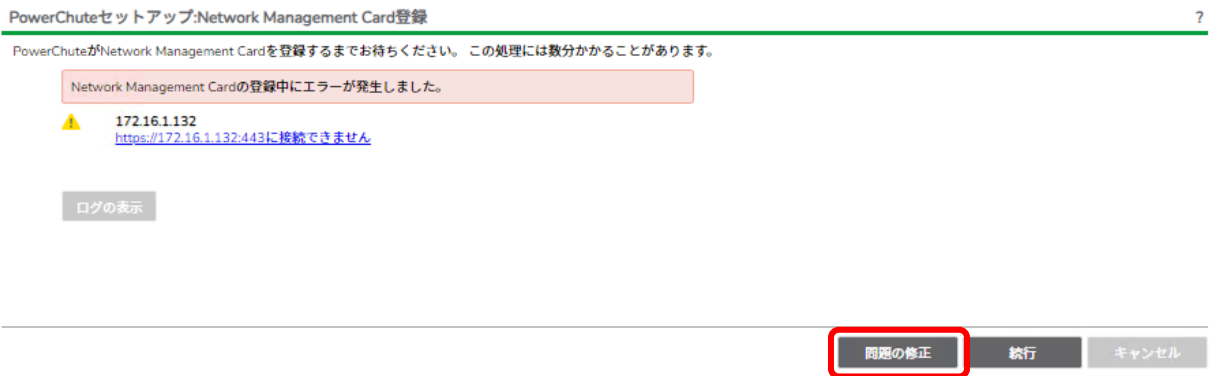 PowerChuteセットアップ:Network Management Card登録
?
PowerChuteがNetwork Management Cardを登録するまでお待ちください。 この処理には数分かかることがあります。
Network Management Cardの登録中にエラーが発生しました。
172.16.1.132
https://172.16.1.132:443に接続できません
ログの表示
問題の修正
続行
キャンセル